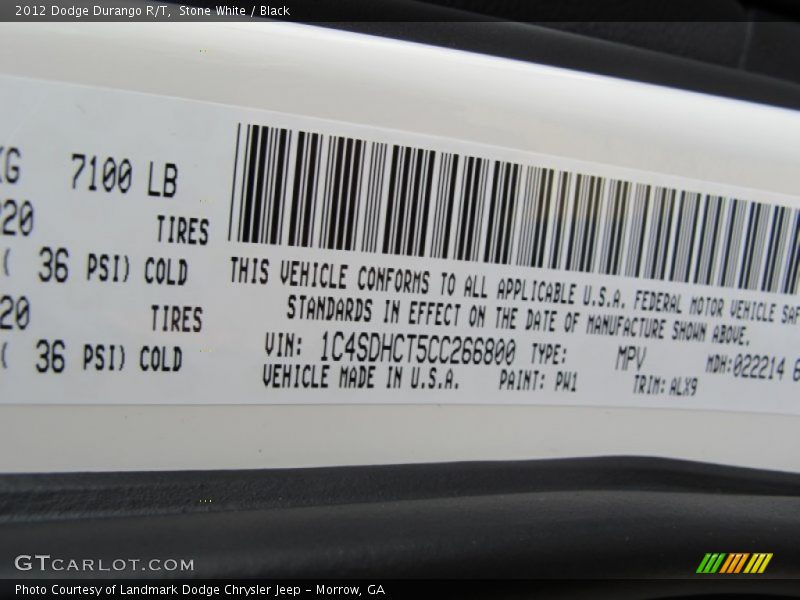 2012 Dodge Durango R/T, Stone White / Black
7100 LB
TIRES
( 36 PSI) COLD
20 TIRES
( 36 PSI) COLD
THIS VEHICLE CONFORMS TO ALL APPLICABLE U.S.A. FEDERAL MOTOR VEHICLE SAF
STANDARDS IN EFFECT ON THE DATE OF MANUFACTURE SHOWN ABOVE.
VIN: 1C4SDHCT5CC266800 TYPE: MPV MDH:022214 6
VEHICLE MADE IN U.S.A. PAINT: PW1 TRIM: ALX9
GTCARLOT.COM
Photo Courtesy of Landmark Dodge Chrysler Jeep - Morrow, GA